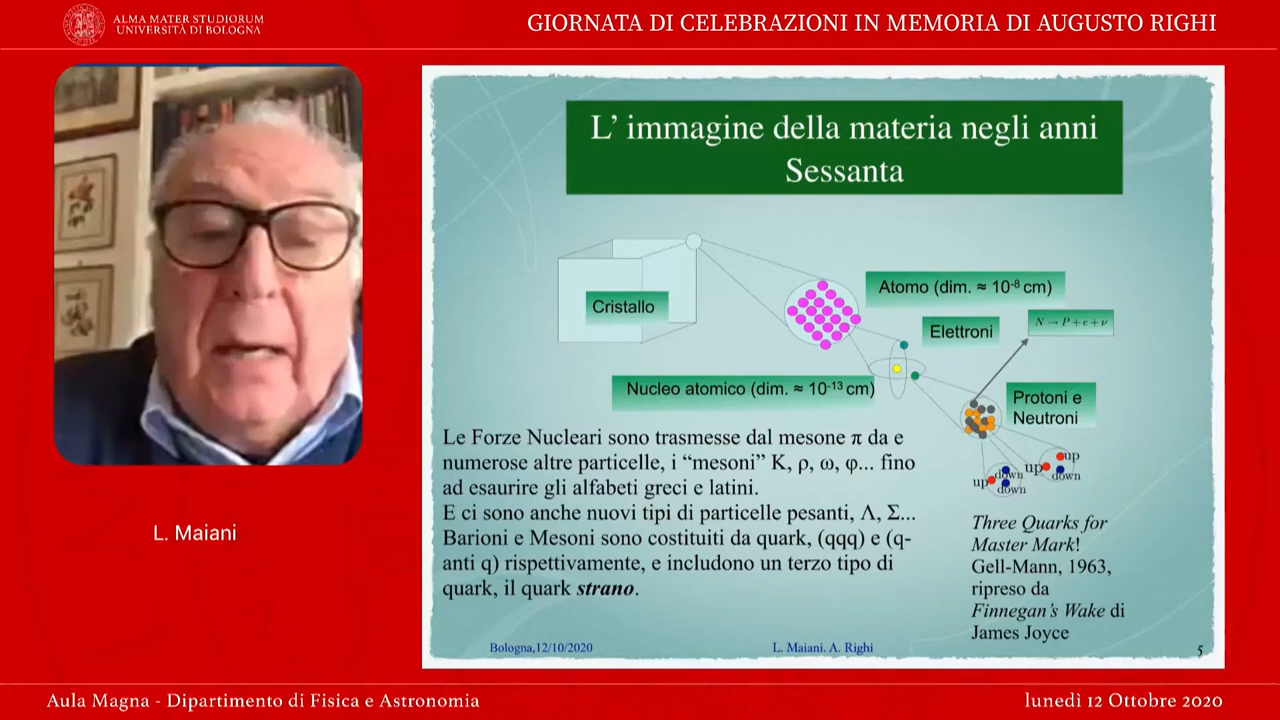 ALMA MATER STUDIORUM
UNIVERSITÀ DI BOLOGNA
GIORNATA DI CELEBRAZIONI IN MEMORIA DI AUGUSTO RIGHI
L' immagine della materia negli anni
Sessanta
Cristallo
Atomo (dim. ≈ 10⁻⁸ cm)
Elettroni
N → P + e + ν
Nucleo atomico (dim. ≈ 10⁻¹³ cm)
Protoni e
Neutroni
up
down
up
down
up
down
Le Forze Nucleari sono trasmesse dal mesone π da e
numerose altre particelle, i “mesoni” K, ρ, ω, φ... fino
ad esaurire gli alfabeti greci e latini.
E ci sono anche nuovi tipi di particelle pesanti, Λ, Σ...
Barioni e Mesoni sono costituiti da quark, (qqq) e (q-
anti q) rispettivamente, e includono un terzo tipo di
quark, il quark strano.
Three Quarks for
Master Mark!
Gell-Mann, 1963,
ripreso da
Finnegan’s Wake di
James Joyce
Bologna,12/10/2020
L. Maiani. A. Righi
5
L. Maiani
Aula Magna - Dipartimento di Fisica e Astronomia
lunedì 12 Ottobre 2020